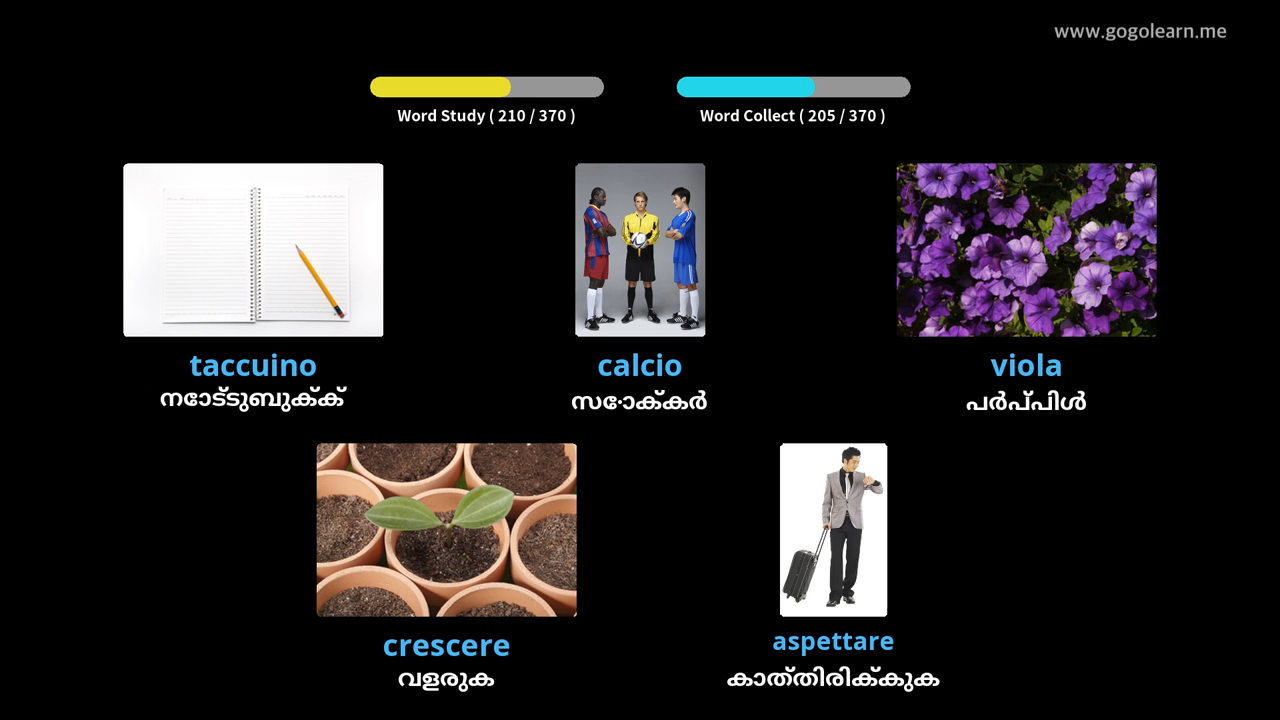 www.gogolearn.me
Word Study ( 210 / 370 )
Word Collect ( 205 / 370 )
taccuino
നോട്ടുബുക്ക്
calcio
സോക്കർ
viola
പർപ്പിൾ
crescere
വളരുക
aspettare
കാത്തിരിക്കുക